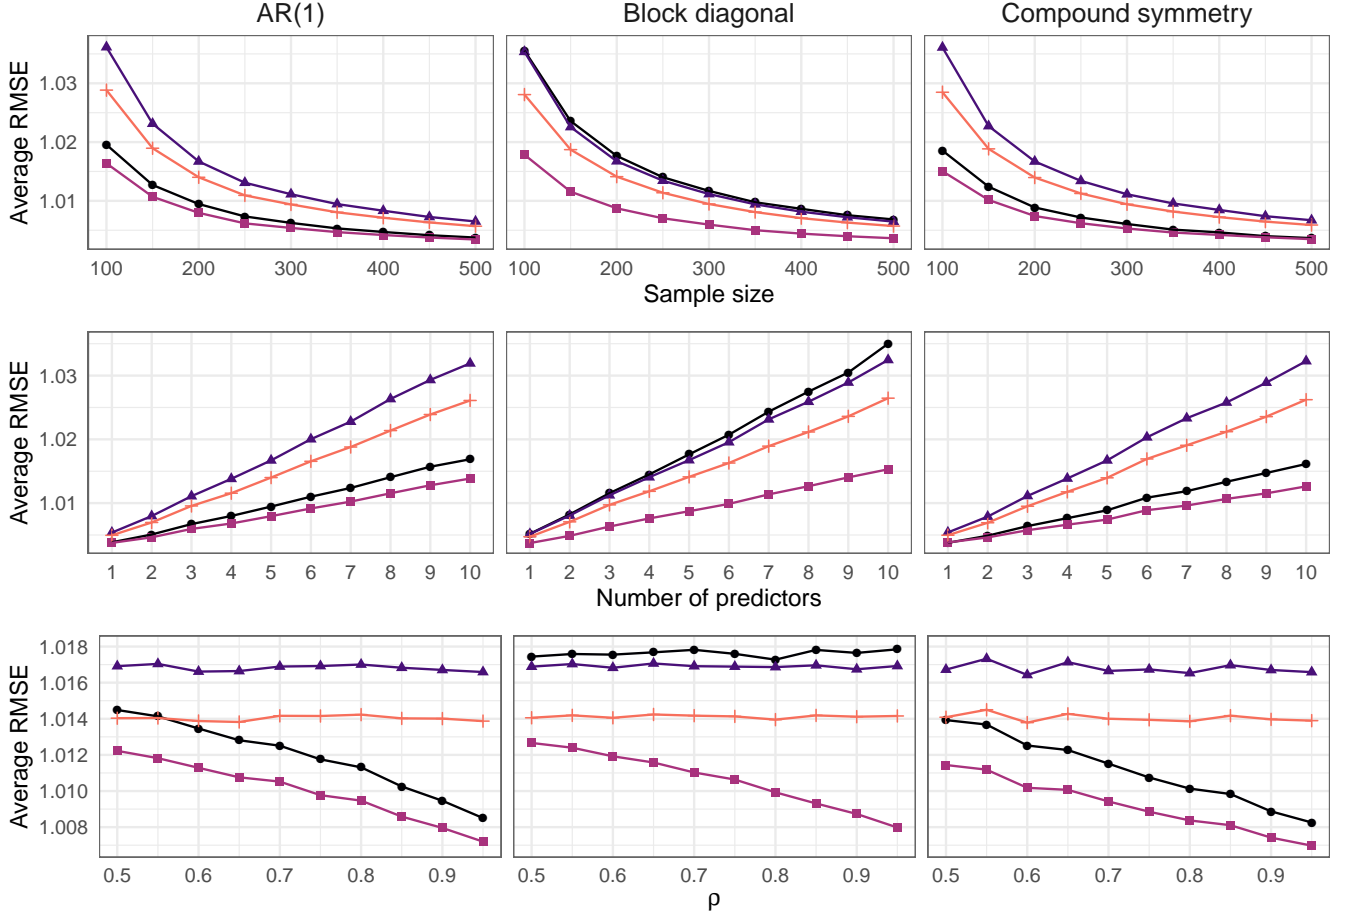 AR(1) Block diagonal Compound symmetry
Average RMSE
1.03
1.02
1.01
100 200 300 400 500 100 200 300 400 500 100 200 300 400 500
Sample size
Average RMSE
1.03
1.02
1.01
1 2 3 4 5 6 7 8 9 10 1 2 3 4 5 6 7 8 9 10 1 2 3 4 5 6 7 8 9 10
Number of predictors
Average RMSE
1.018
1.016
1.014
1.012
1.010
1.008
0.5 0.6 0.7 0.8 0.9 0.5 0.6 0.7 0.8 0.9 0.5 0.6 0.7 0.8 0.9
ρ